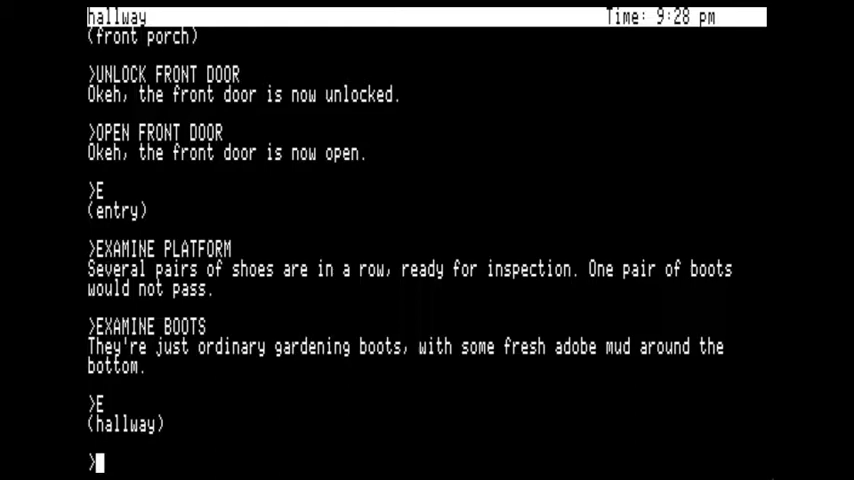 hallway Time: 9:28 pm
(front porch)
>UNLOCK FRONT DOOR
Okeh, the front door is now unlocked.
>OPEN FRONT DOOR
Okeh, the front door is now open.
>E
(entry)
>EXAMINE PLATFORM
Several pairs of shoes are in a row, ready for inspection. One pair of boots
would not pass.
>EXAMINE BOOTS
They're just ordinary gardening boots, with some fresh adobe mud around the
bottom.
>E
(hallway)
>